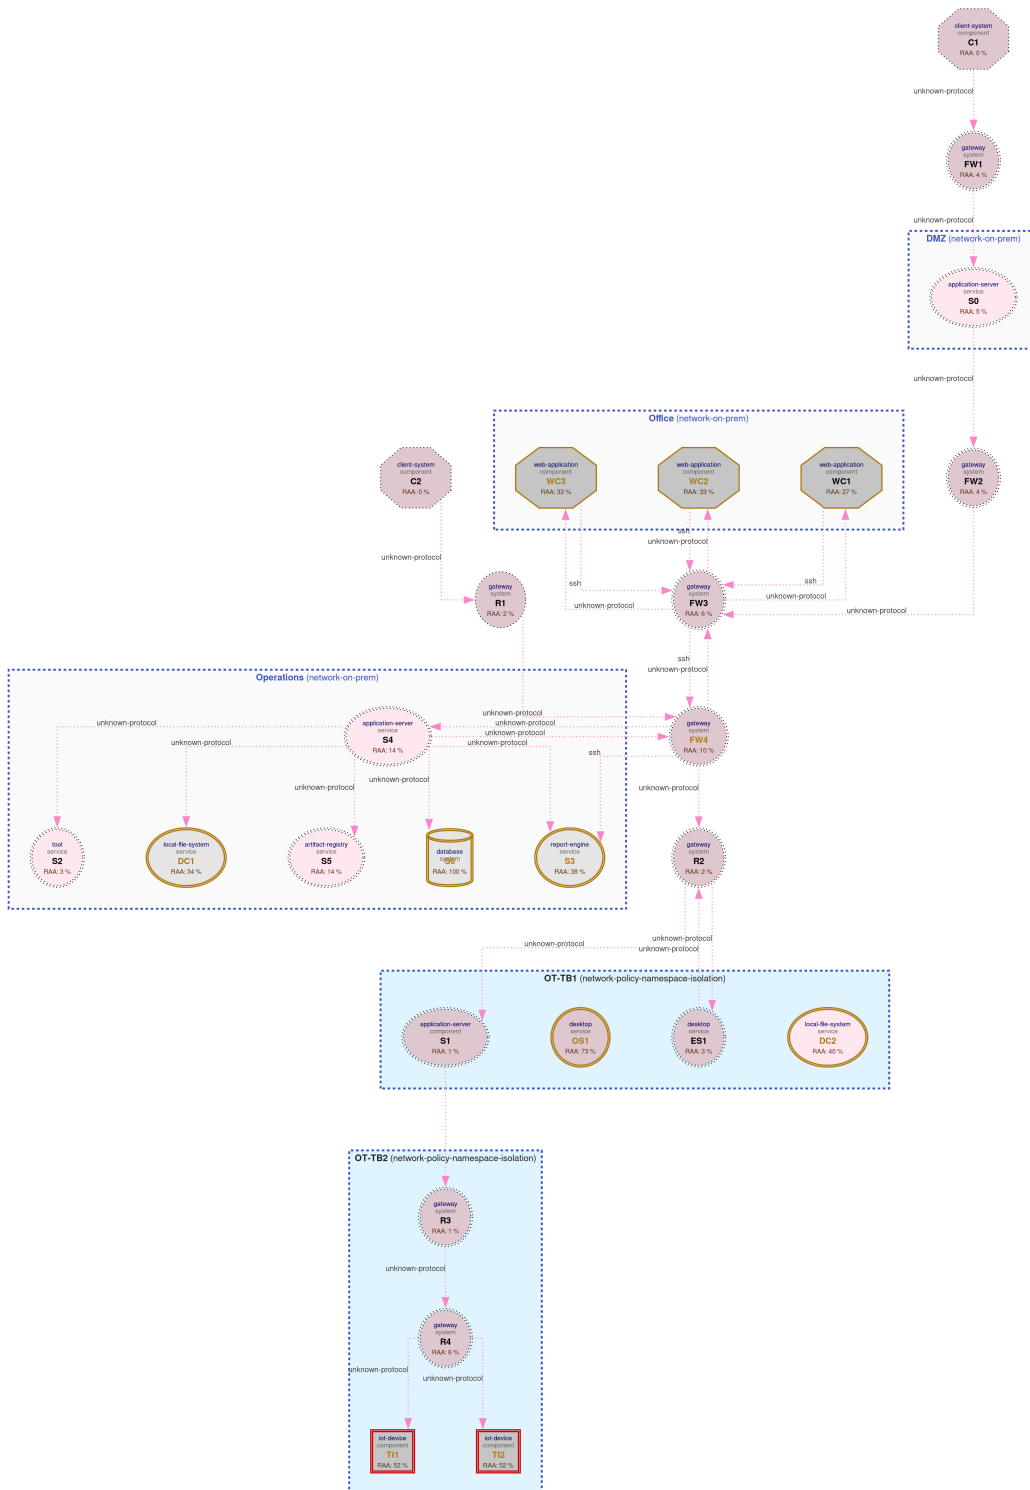 client-system
component
C1
RAA: 0 %
unknown-protocol
gateway
system
FW1
RAA: 4 %
unknown-protocol
DMZ (network-on-prem)
application-server
service
S0
RAA: 5 %
unknown-protocol
Office (network-on-prem)
client-system
component
C2
RAA: 0 %
web-application
component
WC3
RAA: 33 %
web-application
component
WC2
RAA: 33 %
web-application
component
WC1
RAA: 27 %
gateway
system
FW2
RAA: 4 %
ssh
unknown-protocol
unknown-protocol
ssh
unknown-protocol
ssh
unknown-protocol
unknown-protocol
gateway
system
R1
RAA: 2 %
gateway
system
FW3
RAA: 6 %
ssh
unknown-protocol
Operations (network-on-prem)
unknown-protocol
unknown-protocol
unknown-protocol
unknown-protocol
unknown-protocol
unknown-protocol
ssh
application-server
service
S4
RAA: 14 %
gateway
system
FW4
RAA: 10 %
unknown-protocol
unknown-protocol
unknown-protocol
tool
service
S2
RAA: 3 %
local-file-system
service
DC1
RAA: 34 %
artifact-registry
service
S5
RAA: 14 %
database
system
S6
RAA: 100 %
report-engine
service
S3
RAA: 38 %
gateway
system
R2
RAA: 2 %
unknown-protocol
unknown-protocol
unknown-protocol
OT-TB1 (network-policy-namespace-isolation)
application-server
component
S1
RAA: 1 %
desktop
service
OS1
RAA: 73 %
desktop
service
ES1
RAA: 3 %
local-file-system
service
DC2
RAA: 40 %
OT-TB2 (network-policy-namespace-isolation)
gateway
system
R3
RAA: 1 %
unknown-protocol
gateway
system
R4
RAA: 6 %
unknown-protocol
unknown-protocol
iot-device
component
TI1
RAA: 52 %
iot-device
component
TI2
RAA: 52 %